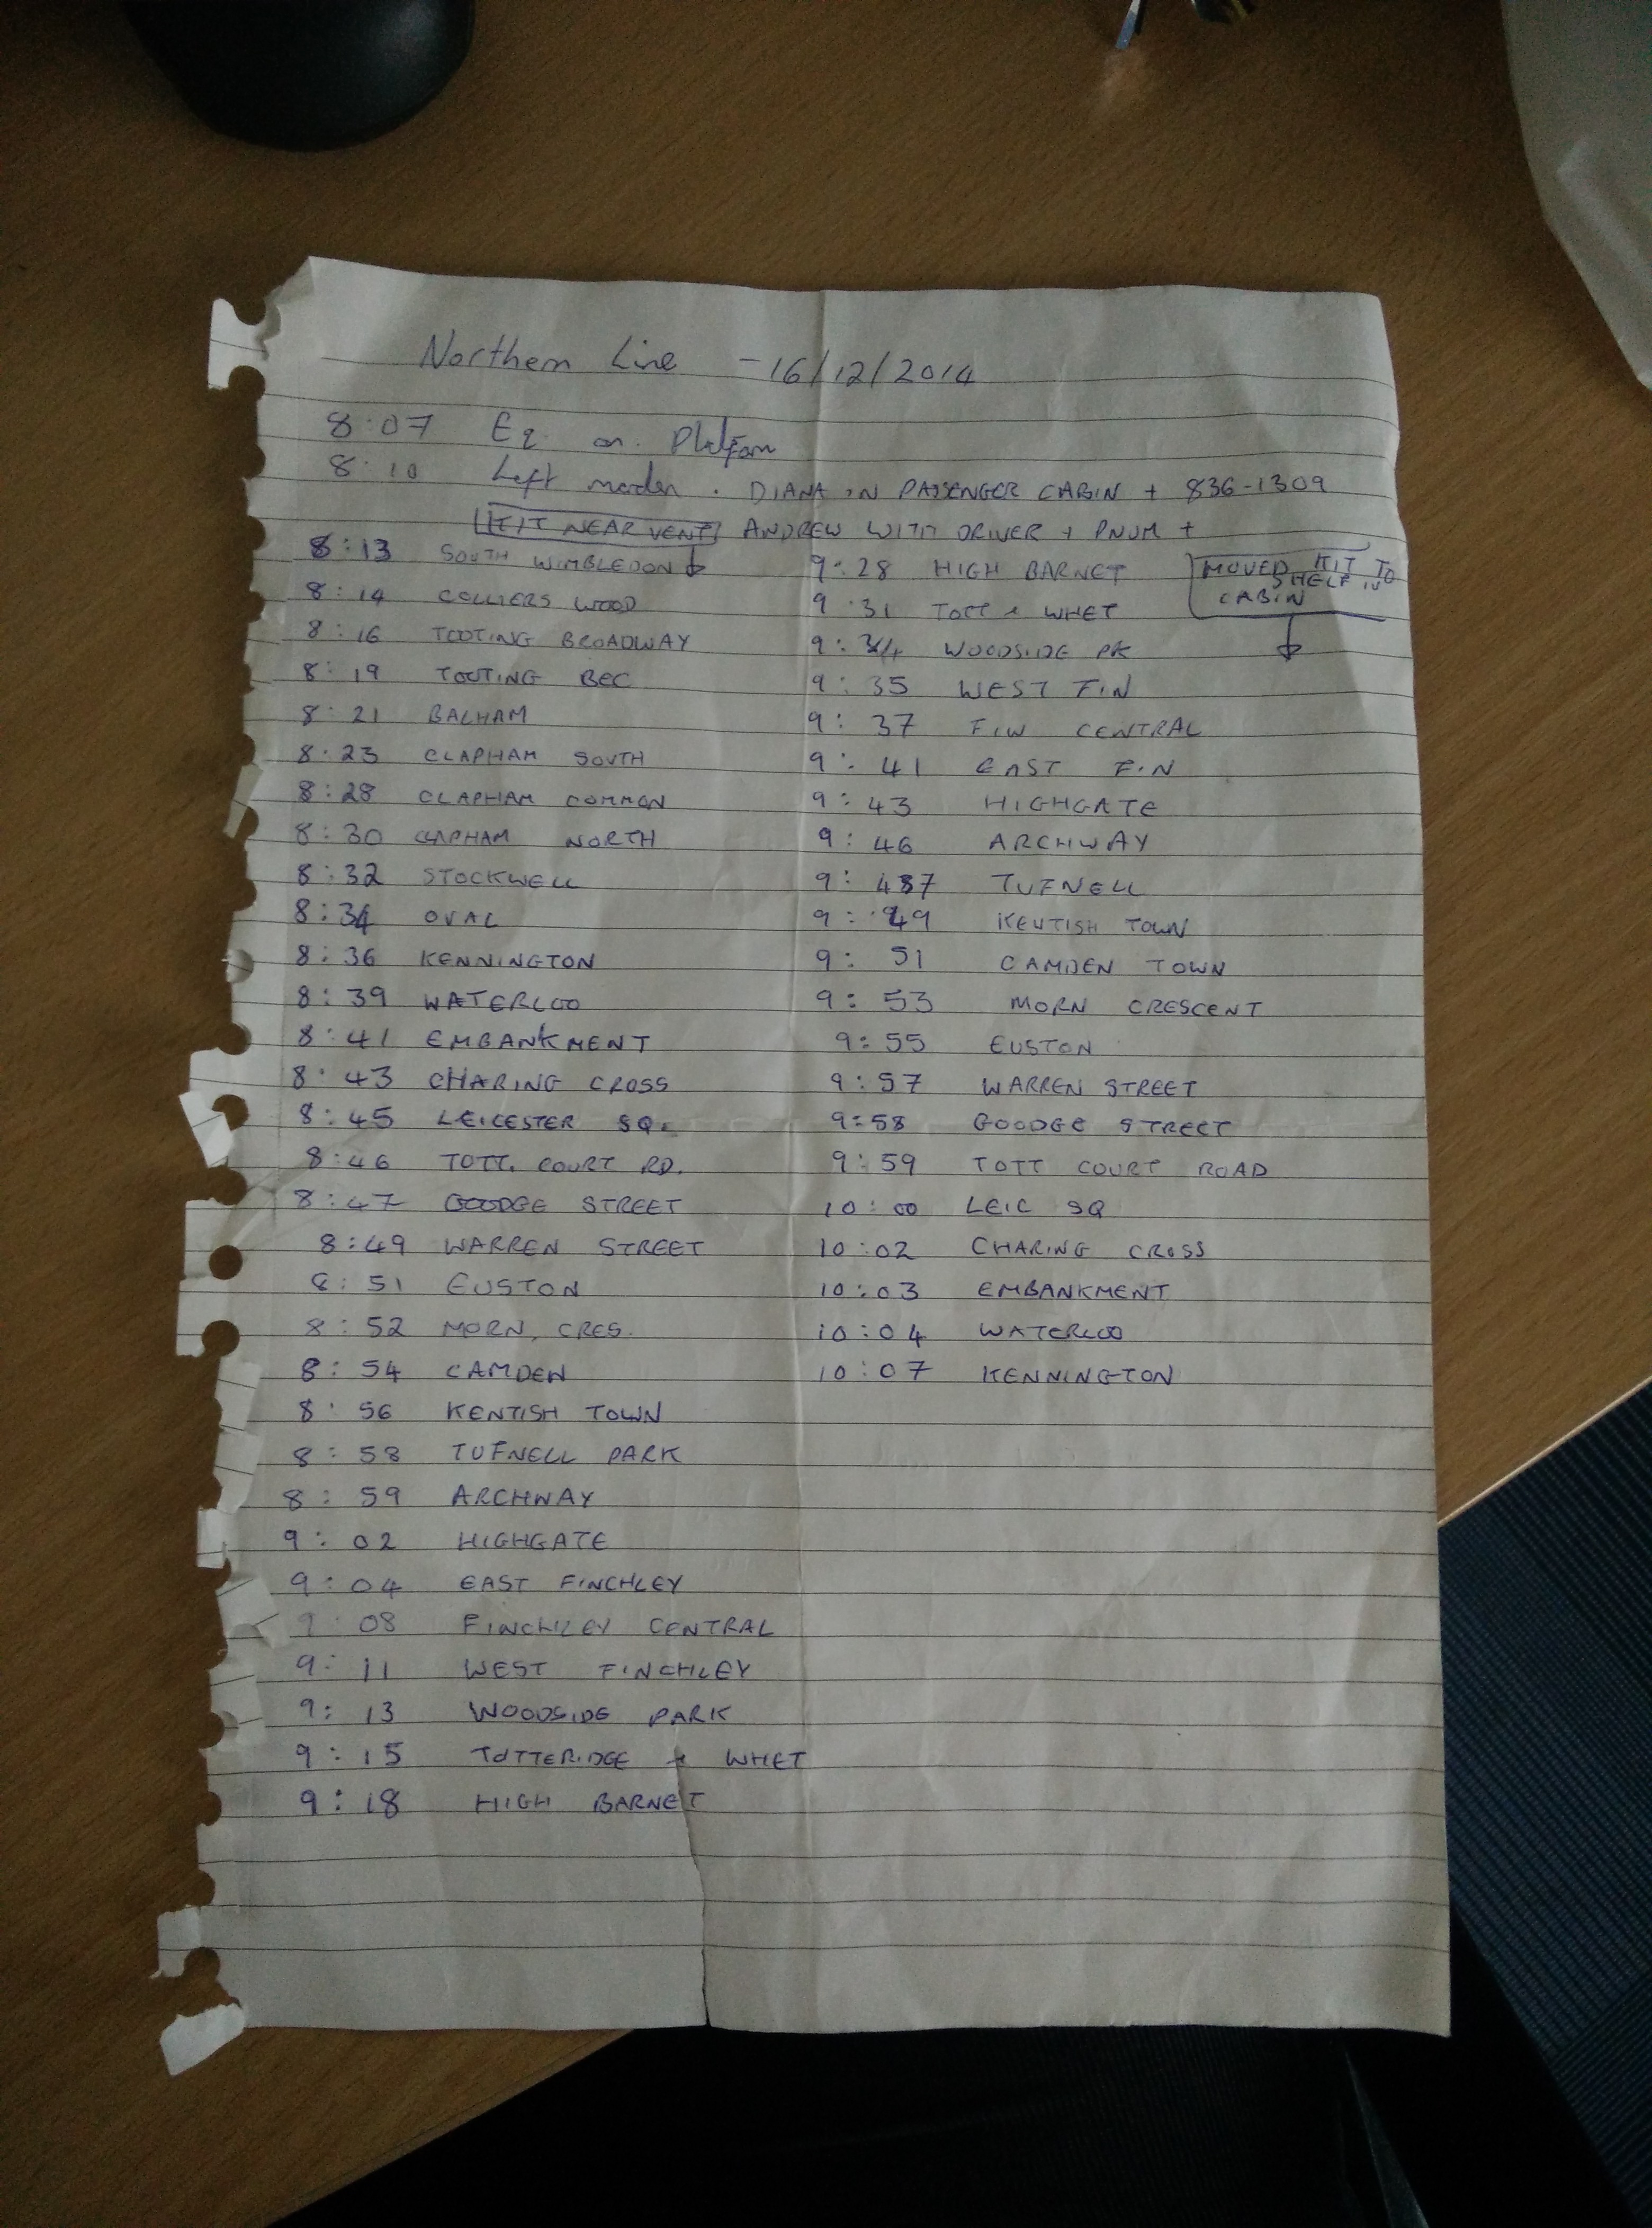 Northern Line - 16/12/2014
8:07 Eq. on Platform
8:10 Left morden . DIANA IN PASSENGER CABIN + 836-1309
KIT NEAR VENT ANDREW WITH DRIVER + PNUM +
8:13 SOUTH WIMBLEDON
8:14 COLLIERS WOOD
8:16 TOOTING BROADWAY
8:19 TOOTING BEC
8:21 BALHAM
8:23 CLAPHAM SOUTH
8:28 CLAPHAM COMMON
8:30 CLAPHAM NORTH
8:32 STOCKWELL
8:34 OVAL
8:36 KENNINGTON
8:39 WATERLOO
8:41 EMBANKMENT
8:43 CHARING CROSS
8:45 LEICESTER SQ.
8:46 TOTT. COURT RD.
8:47 GOODGE STREET
8:49 WARREN STREET
8:51 EUSTON
8:52 MORN. CRES.
8:54 CAMDEN
8:56 KENTISH TOWN
8:58 TUFNELL PARK
8:59 ARCHWAY
9:02 HIGHGATE
9:04 EAST FINCHLEY
9:08 FINCHLEY CENTRAL
9:11 WEST FINCHLEY
9:13 WOODSIDE PARK
9:15 TOTTERIDGE + WHET
9:18 HIGH BARNET
9:28 HIGH BARNET
MOVED KIT TO
SHELF IN
CABIN
9:31 TOTT + WHET
9:34 WOODSIDE PK
9:35 WEST FIN
9:37 FIN CENTRAL
9:41 EAST FIN
9:43 HIGHGATE
9:46 ARCHWAY
9:47 TUFNELL
9:49 KENTISH TOWN
9:51 CAMDEN TOWN
9:53 MORN CRESCENT
9:55 EUSTON
9:57 WARREN STREET
9:58 GOODGE STREET
9:59 TOTT COURT ROAD
10:00 LEIC SQ
10:02 CHARING CROSS
10:03 EMBANKMENT
10:04 WATERLOO
10:07 KENNINGTON